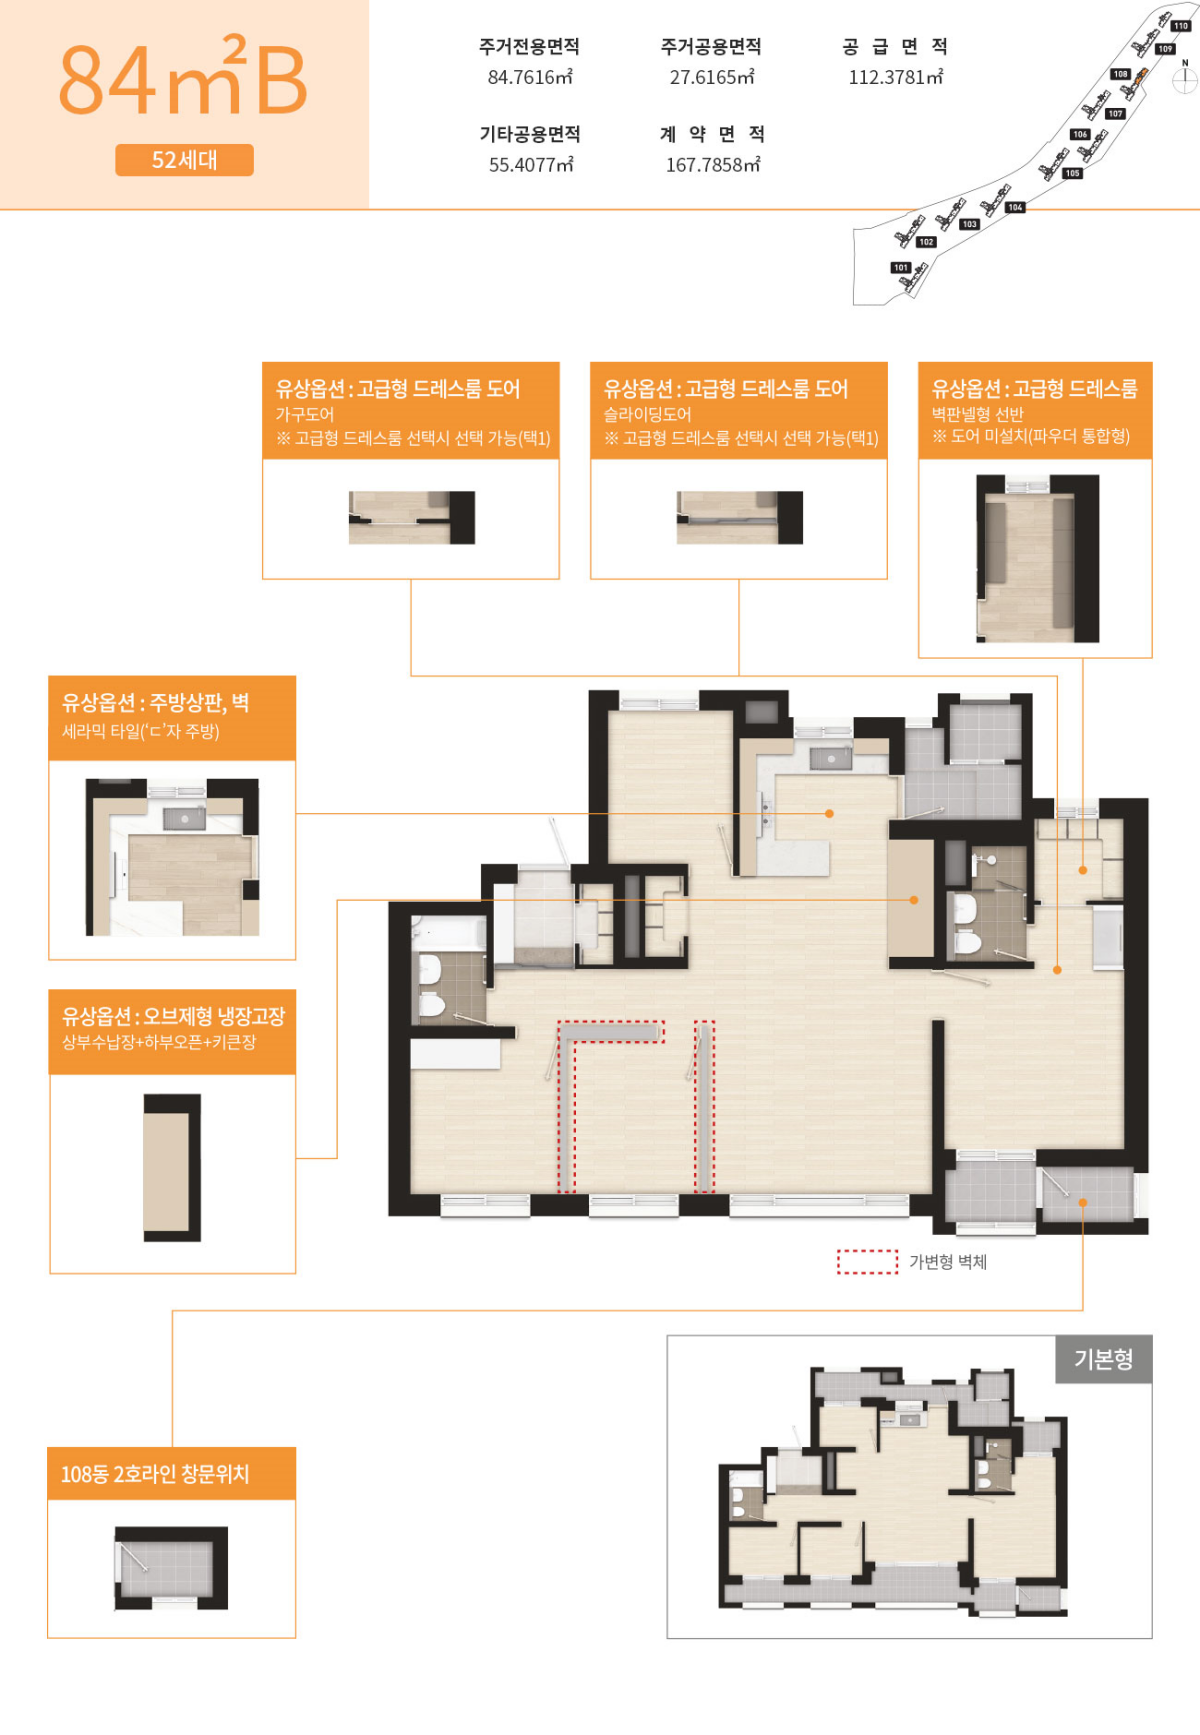 84㎡B
52세대
주거전용면적
84.7616㎡
주거공용면적
27.6165㎡
공 급 면 적
112.3781㎡
기타공용면적
55.4077㎡
계 약 면 적
167.7858㎡
110
109
N
108
107
106
105
104
103
102
101
유상옵션 : 고급형 드레스룸 도어
가구도어
※ 고급형 드레스룸 선택시 선택 가능(택1)
유상옵션 : 고급형 드레스룸 도어
슬라이딩도어
※ 고급형 드레스룸 선택시 선택 가능(택1)
유상옵션 : 고급형 드레스룸
벽판넬형 선반
※ 도어 미설치(파우더 통합형)
유상옵션 : 주방상판, 벽
세라믹 타일(‘ㄷ’자 주방)
유상옵션 : 오브제형 냉장고장
상부수납장+하부오픈+키큰장
가변형 벽체
기본형
108동 2호라인 창문위치